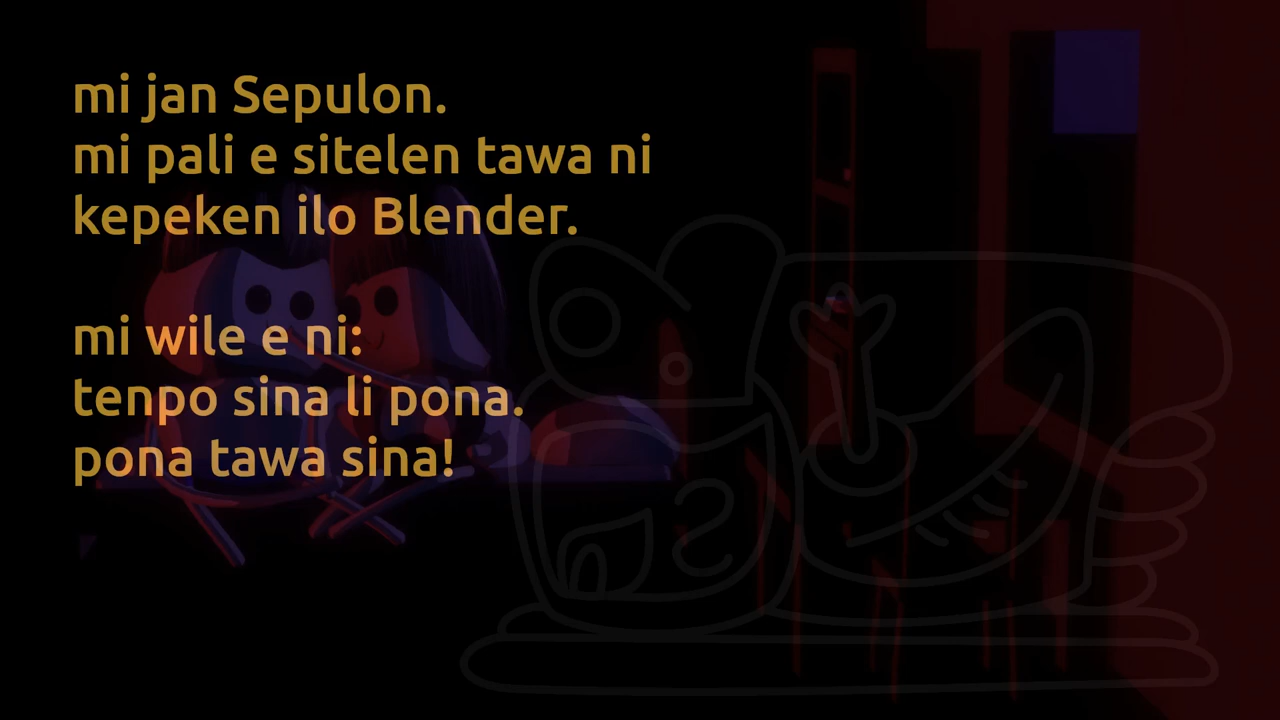 mi jan Sepulon.
mi pali e sitelen tawa ni
kepeken ilo Blender.
mi wile e ni:
tenpo sina li pona.
pona tawa sina!